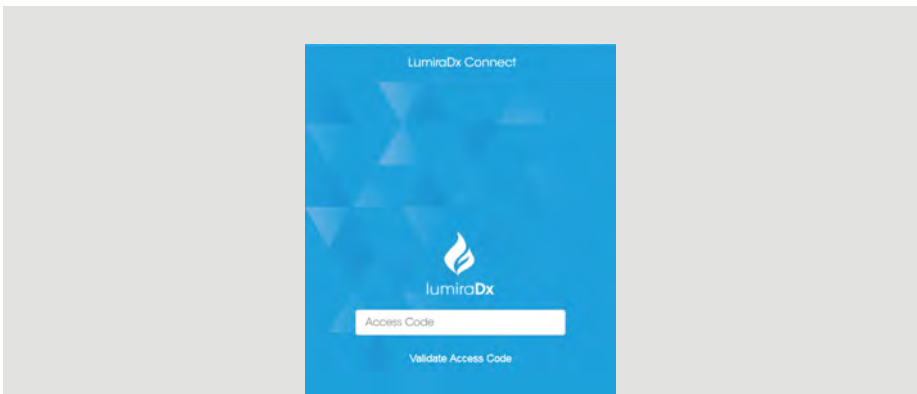 LumiraDx Connect
lumiraDx
Access Code
Validate Access Code